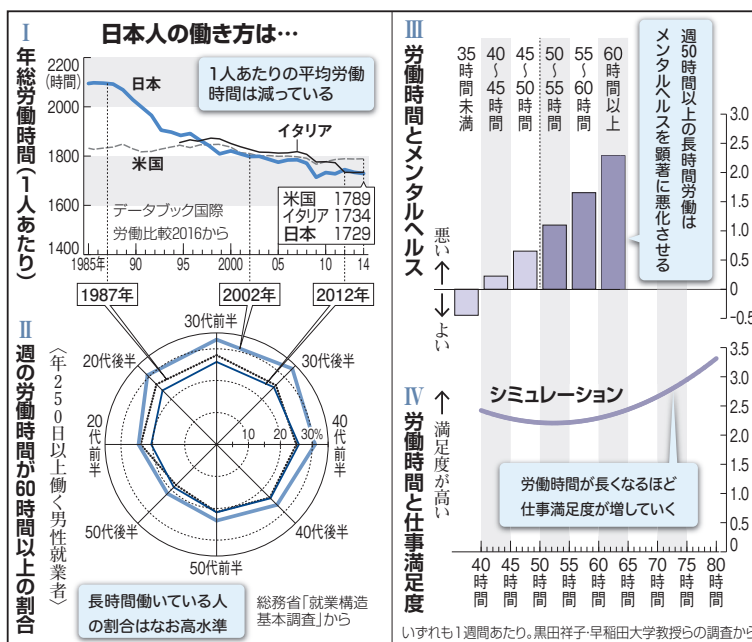 日本人の働き方は…
Ⅰ 年総労働時間(1人あたり)
2200
(時間)
2000
1800
1600
1400
日本
1人あたりの平均労働
時間は減っている
イタリア
米国
米国 1789
イタリア 1734
日本 1729
データブック国際
労働比較2016から
1985年 90 95 2000 05 10 14
1987年
2002年
2012年
Ⅱ 週の労働時間が60時間以上の割合
〈年250日以上働く男性就業者〉
30代前半
30代後半
40代前半
40代後半
50代前半
50代後半
20代前半
20代後半
10 20 30%
長時間働いている人
の割合はなお高水準
総務省「就業構造
基本調査」から
Ⅲ 労働時間とメンタルヘルス
35時間未満
40～45時間
45～50時間
50～55時間
55～60時間
60時間以上
週50時間以上の長時間労働は
メンタルヘルスを顕著に悪化させる
3.0
2.5
2.0
1.5
1.0
0.5
0
−0.5
悪い↑
↓よい
Ⅳ 労働時間と仕事満足度
↑満足度が高い
シミュレーション
3.5
3.0
2.5
2.0
1.5
1.0
0.5
0
労働時間が長くなるほど
仕事満足度が増していく
40時間
45時間
50時間
55時間
60時間
65時間
70時間
75時間
80時間
いずれも1週間あたり。黒田祥子・早稲田大学教授らの調査から